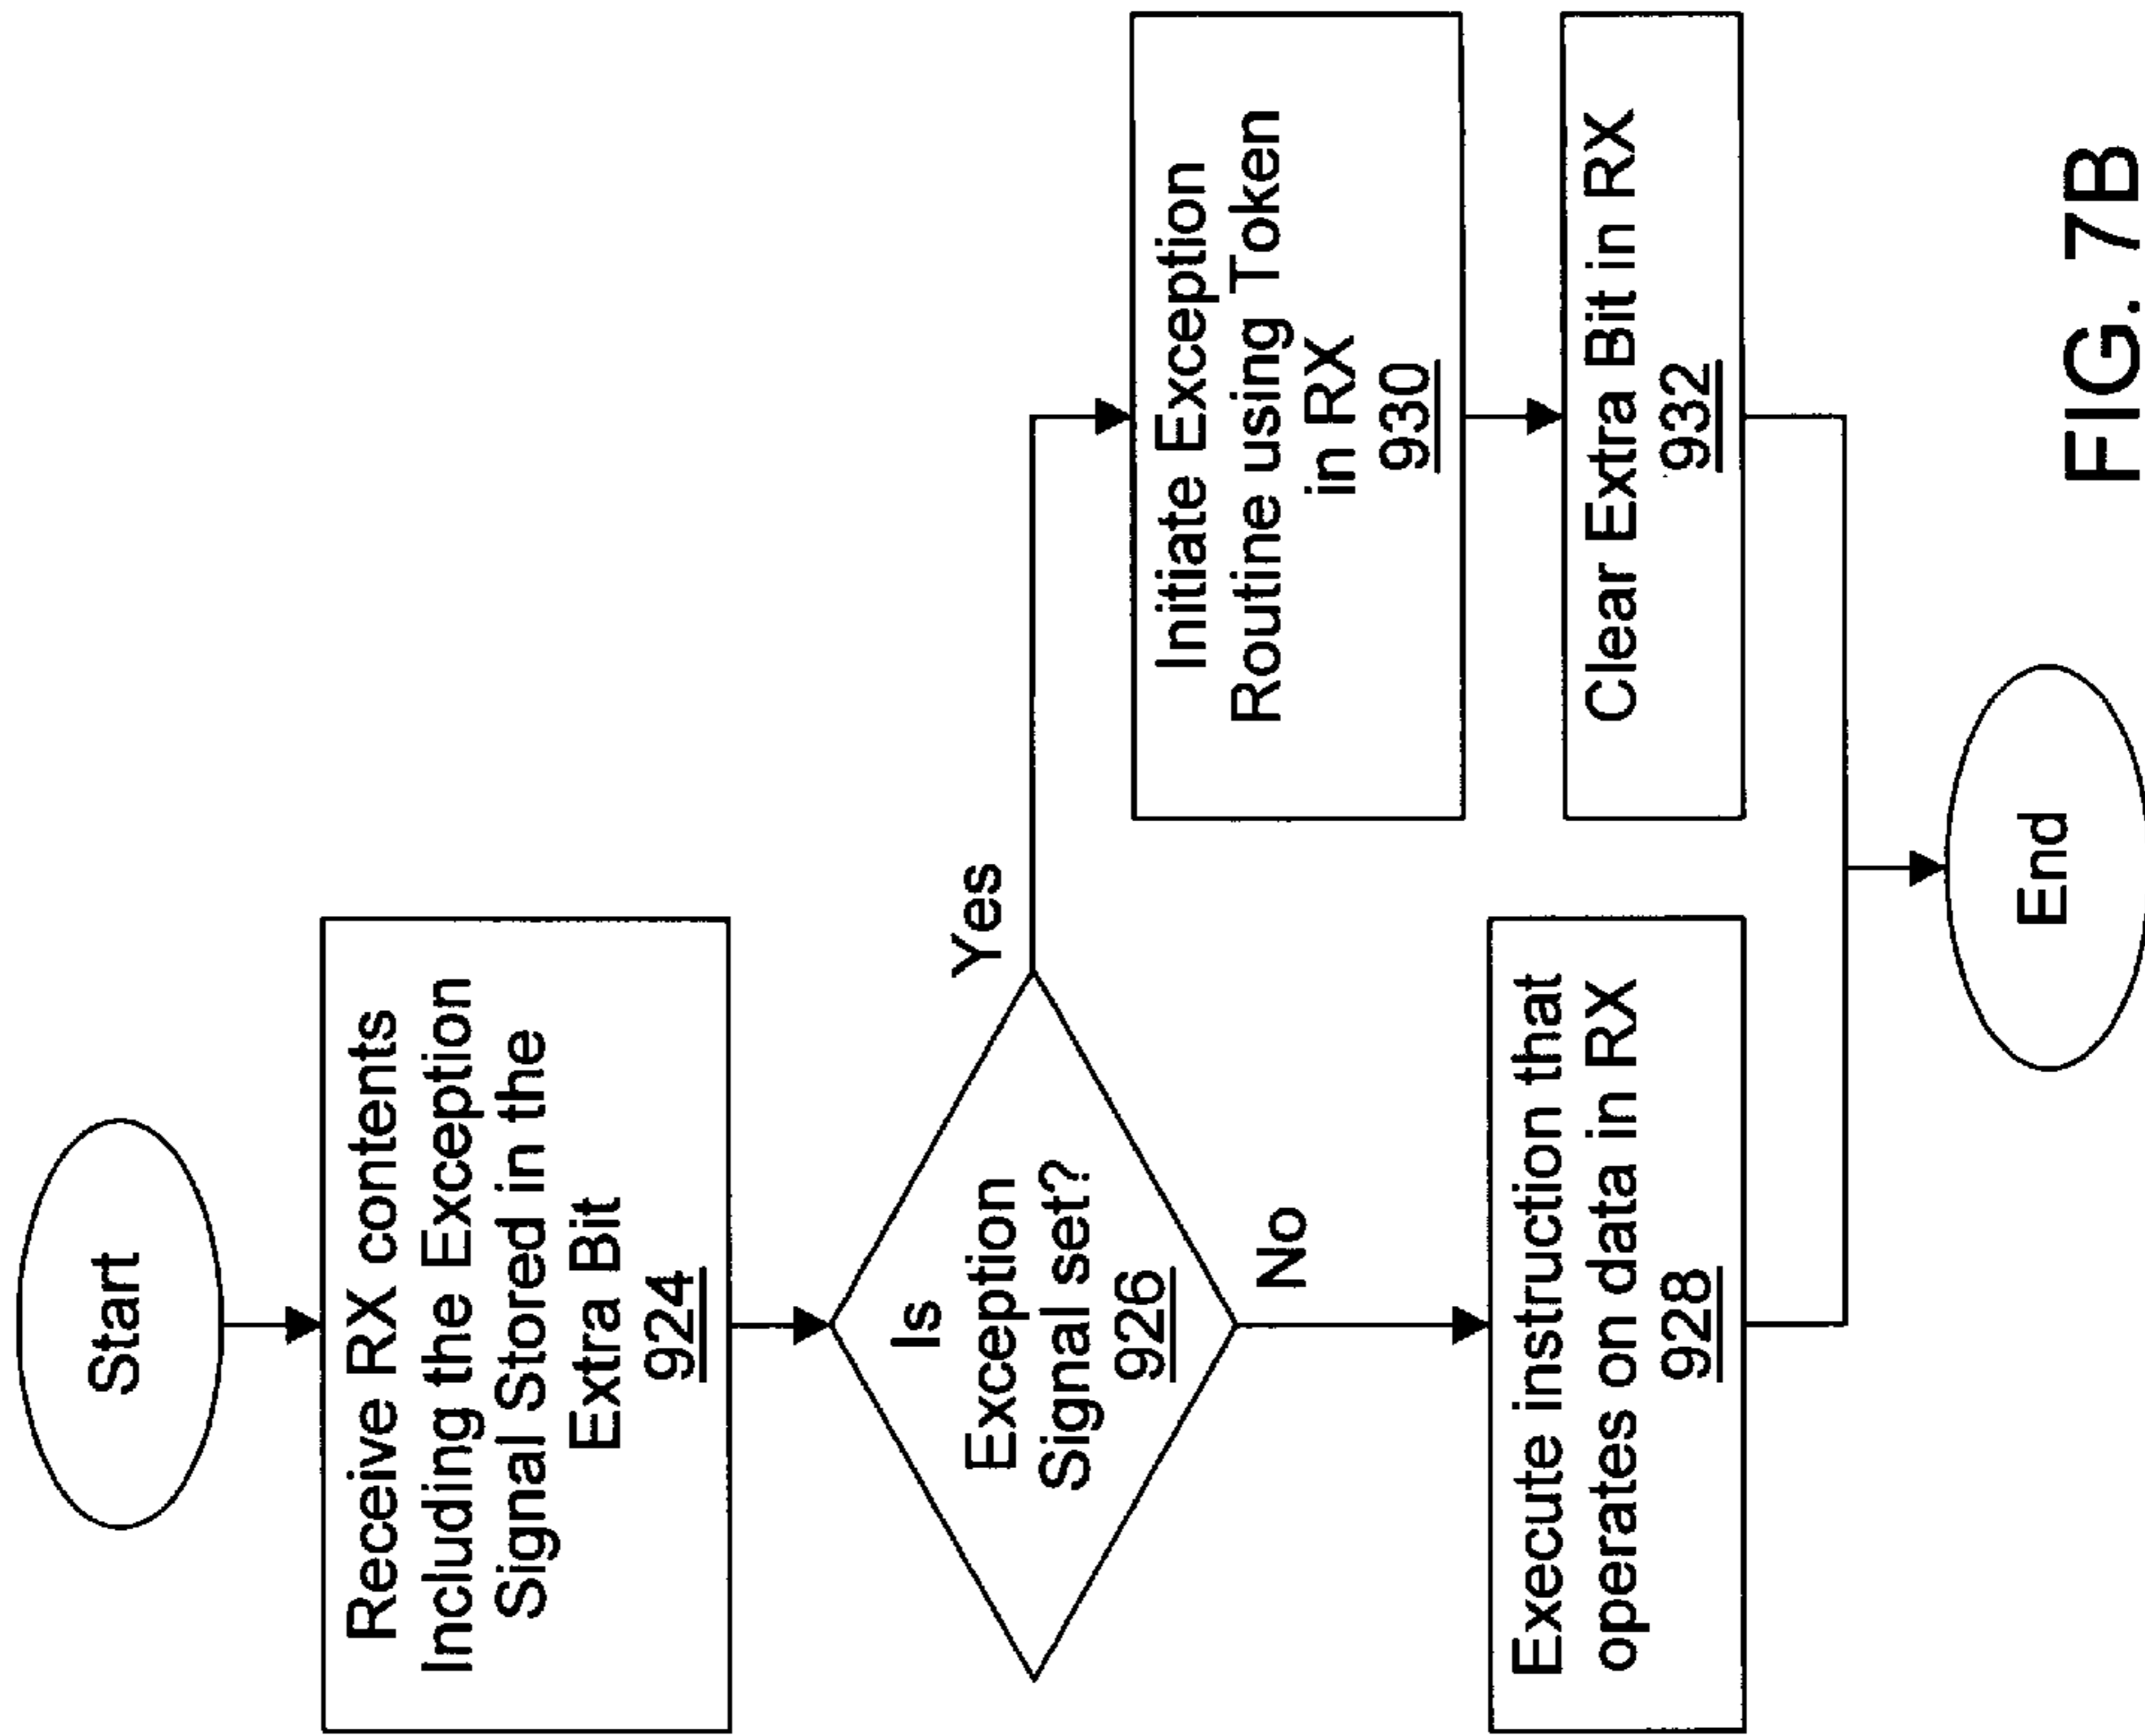 Start
Receive RX contents
Including the Exception
Signal Stored in the
Extra Bit
924
Is
Exception
Signal set?
926
Yes
No
Initiate Exception
Routine using Token
in RX
930
Clear Extra Bit in RX
932
Execute instruction that
operates on data in RX
928
End
FIG. 7B